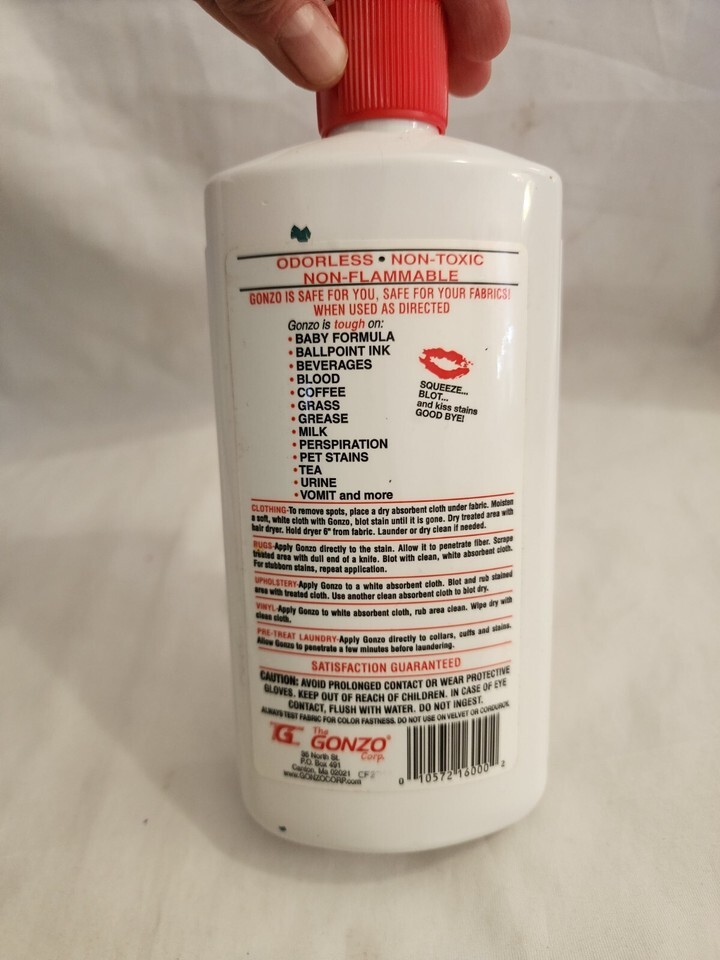 ODORLESS • NON-TOXIC
NON-FLAMMABLE
GONZO IS SAFE FOR YOU, SAFE FOR YOUR FABRICS!
WHEN USED AS DIRECTED
Gonzo is tough on:
• BABY FORMULA
• BALLPOINT INK
• BEVERAGES
• BLOOD
• COFFEE
• GRASS
• GREASE
• MILK
• PERSPIRATION
• PET STAINS
• TEA
• URINE
• VOMIT and more
SQUEEZE...
BLOT...
and kiss stains
GOOD BYE!
CLOTHING-To remove spots, place a dry absorbent cloth under fabric. Moisten
a soft, white cloth with Gonzo, blot stain until it is gone. Dry treated area with
hair dryer. Hold dryer 6" from fabric. Launder or dry clean if needed.
RUGS-Apply Gonzo directly to the stain. Allow it to penetrate fiber. Scrape
treated area with dull end of a knife. Blot with clean, white absorbent cloth.
For stubborn stains, repeat application.
UPHOLSTERY-Apply Gonzo to a white absorbent cloth. Blot and rub stained
area with treated cloth. Use another clean absorbent cloth to blot dry.
VINYL-Apply Gonzo to white absorbent cloth, rub area clean. Wipe dry with
clean cloth.
PRE-TREAT LAUNDRY-Apply Gonzo directly to collars, cuffs and stains.
Allow Gonzo to penetrate a few minutes before laundering.
SATISFACTION GUARANTEED
CAUTION: AVOID PROLONGED CONTACT OR WEAR PROTECTIVE
GLOVES. KEEP OUT OF REACH OF CHILDREN. IN CASE OF EYE
CONTACT, FLUSH WITH WATER. DO NOT INGEST.
ALWAYS TEST FABRIC FOR COLOR FASTNESS. DO NOT USE ON VELVET OR CORDUROY.
G The GONZO® Corp.
36 North St.
P.O. Box 491
Canton, Ma 02021
www.GONZOCORP.com
0 10572 16000 2